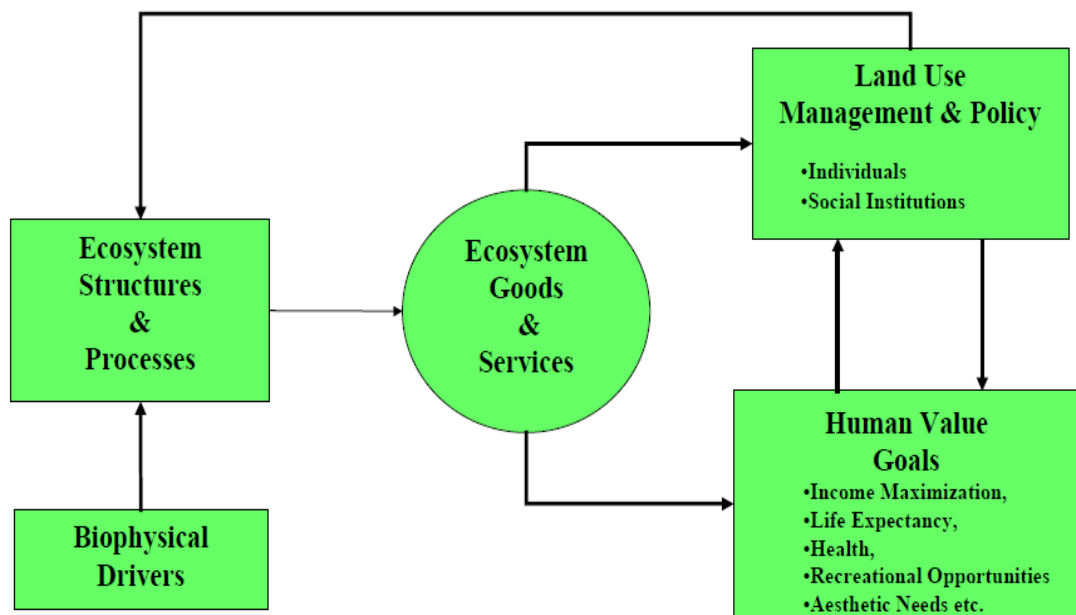 Land Use
Management & Policy
•Individuals
•Social Institutions
Ecosystem
Structures
&
Processes
Ecosystem
Goods
&
Services
Human Value
Goals
•Income Maximization,
•Life Expectancy,
•Health,
•Recreational Opportunities
•Aesthetic Needs etc.
Biophysical
Drivers